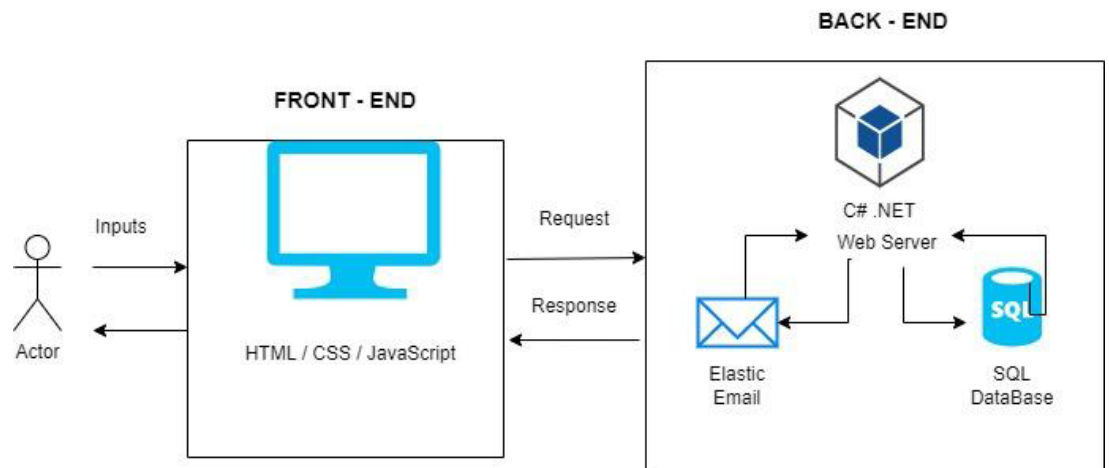 BACK - END
FRONT - END
C# .NET
Web Server
Inputs
Request
Response
SQL
Actor
HTML / CSS / JavaScript
Elastic
Email
SQL
DataBase